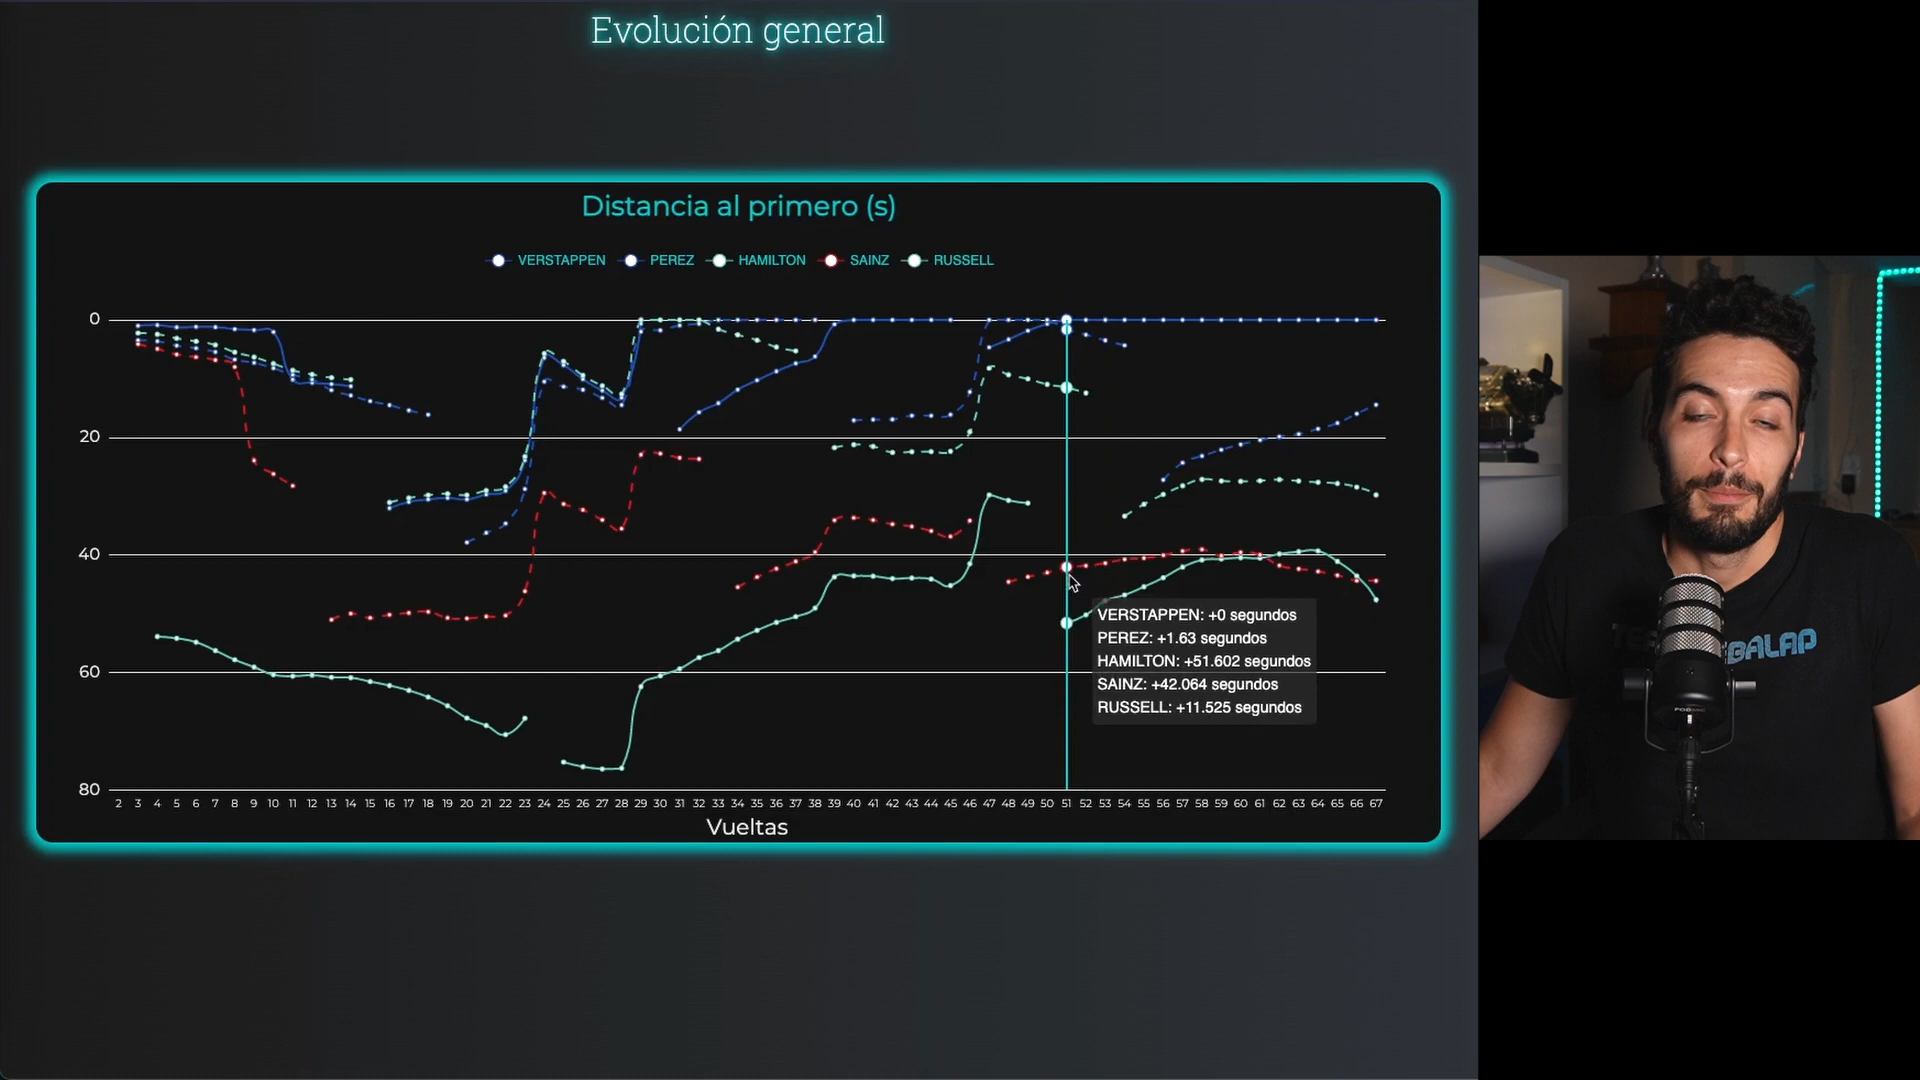 Evolución general
Distancia al primero (s)
VERSTAPPEN PEREZ HAMILTON SAINZ RUSSELL
0
20
40
60
80
2 3 4 5 6 7 8 9 10 11 12 13 14 15 16 17 18 19 20 21 22 23 24 25 26 27 28 29 30 31 32 33 34 35 36 37 38 39 40 41 42 43 44 45 46 47 48 49 50 51 52 53 54 55 56 57 58 59 60 61 62 63 64 65 66 67
Vueltas
VERSTAPPEN: +0 segundos
PEREZ: +1.63 segundos
HAMILTON: +51.602 segundos
SAINZ: +42.064 segundos
RUSSELL: +11.525 segundos